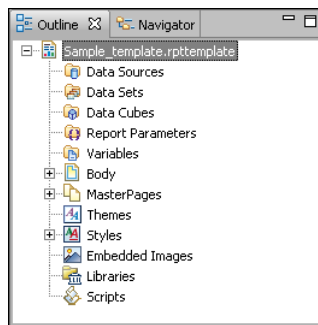 Outline Navigator
Sample_template.rpttemplate
Data Sources
Data Sets
Data Cubes
Report Parameters
Variables
Body
MasterPages
Themes
Styles
Embedded Images
Libraries
Scripts